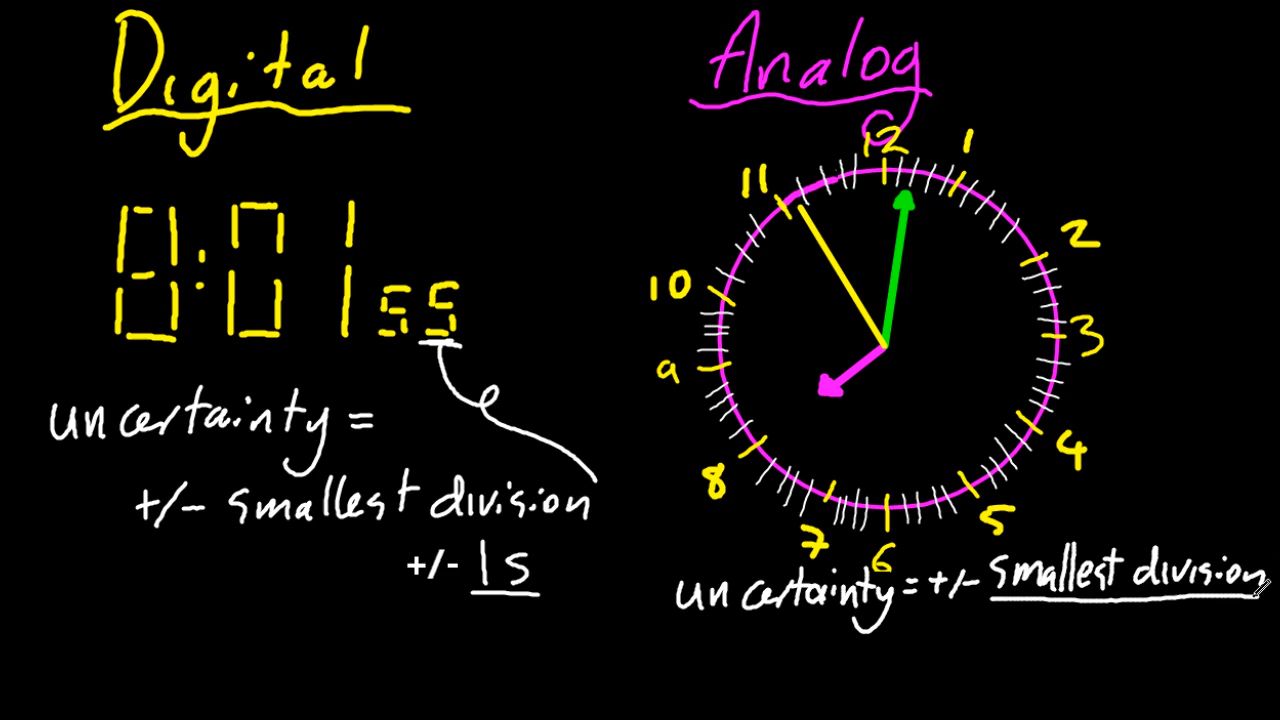 Digital
8:01 55
uncertainty =
+/- smallest division
+/- 1s
Analog
12
1
2
3
4
5
6
7
8
9
10
11
uncertainty = +/- smallest division